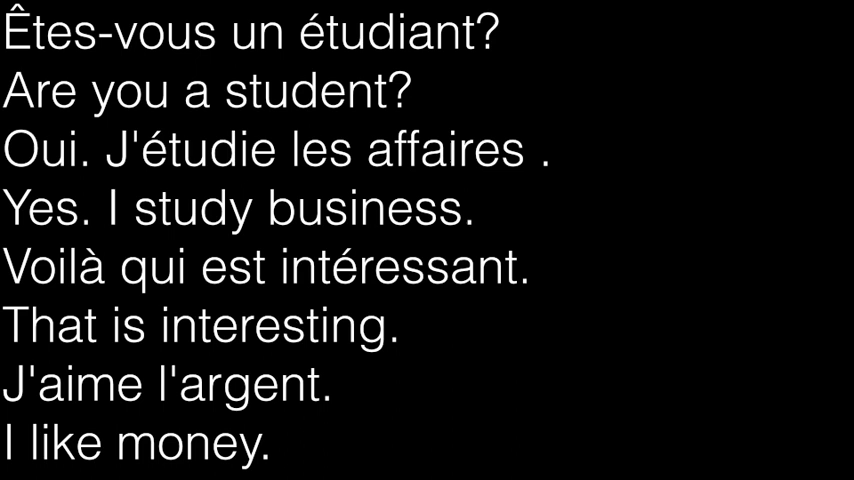 Êtes-vous un étudiant?
Are you a student?
Oui. J'étudie les affaires .
Yes. I study business.
Voilà qui est intéressant.
That is interesting.
J'aime l'argent.
I like money.